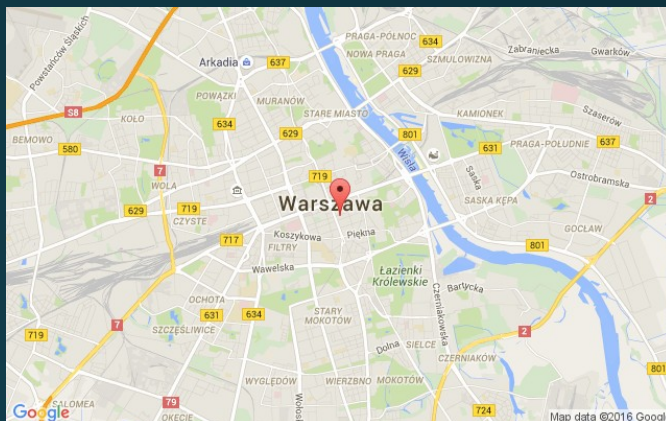 PRAGA-PÓŁNOC
634
NOWA PRAGA
Zabraniecka
Gwarków
Powstańców Śląskich
Arkadia
637
SZMULOWIZNA
629
POWĄZKI
MURANÓW
S8
KOŁO
634
STARE MIASTO
KAMIONEK
Szaserów
BEMOWO
629
801
637
580
PRAGA-POŁUDNIE
7
631
Wisła
WOLA
719
Saska
Ostrobramska
Warszawa
2
629
719
SASKA KĘPA
CZYSTE
717
Koszykowa
Piękna
GOCŁAW
FILTRY
801
Wawelska
Łazienki
Królewskie
Bartycka
OCHOTA
Czerniakowska
631
634
STARY
MOKOTÓW
7
SZCZĘŚLIWICE
2
719
Dolna
SIELCE
CZERNIAKÓW
WYGLĘDÓW
WIERZBNO
MOKOTÓW
801
79
SALOMEA
Wołosk
724
OKĘCIE
Google
Map data ©2016 Google